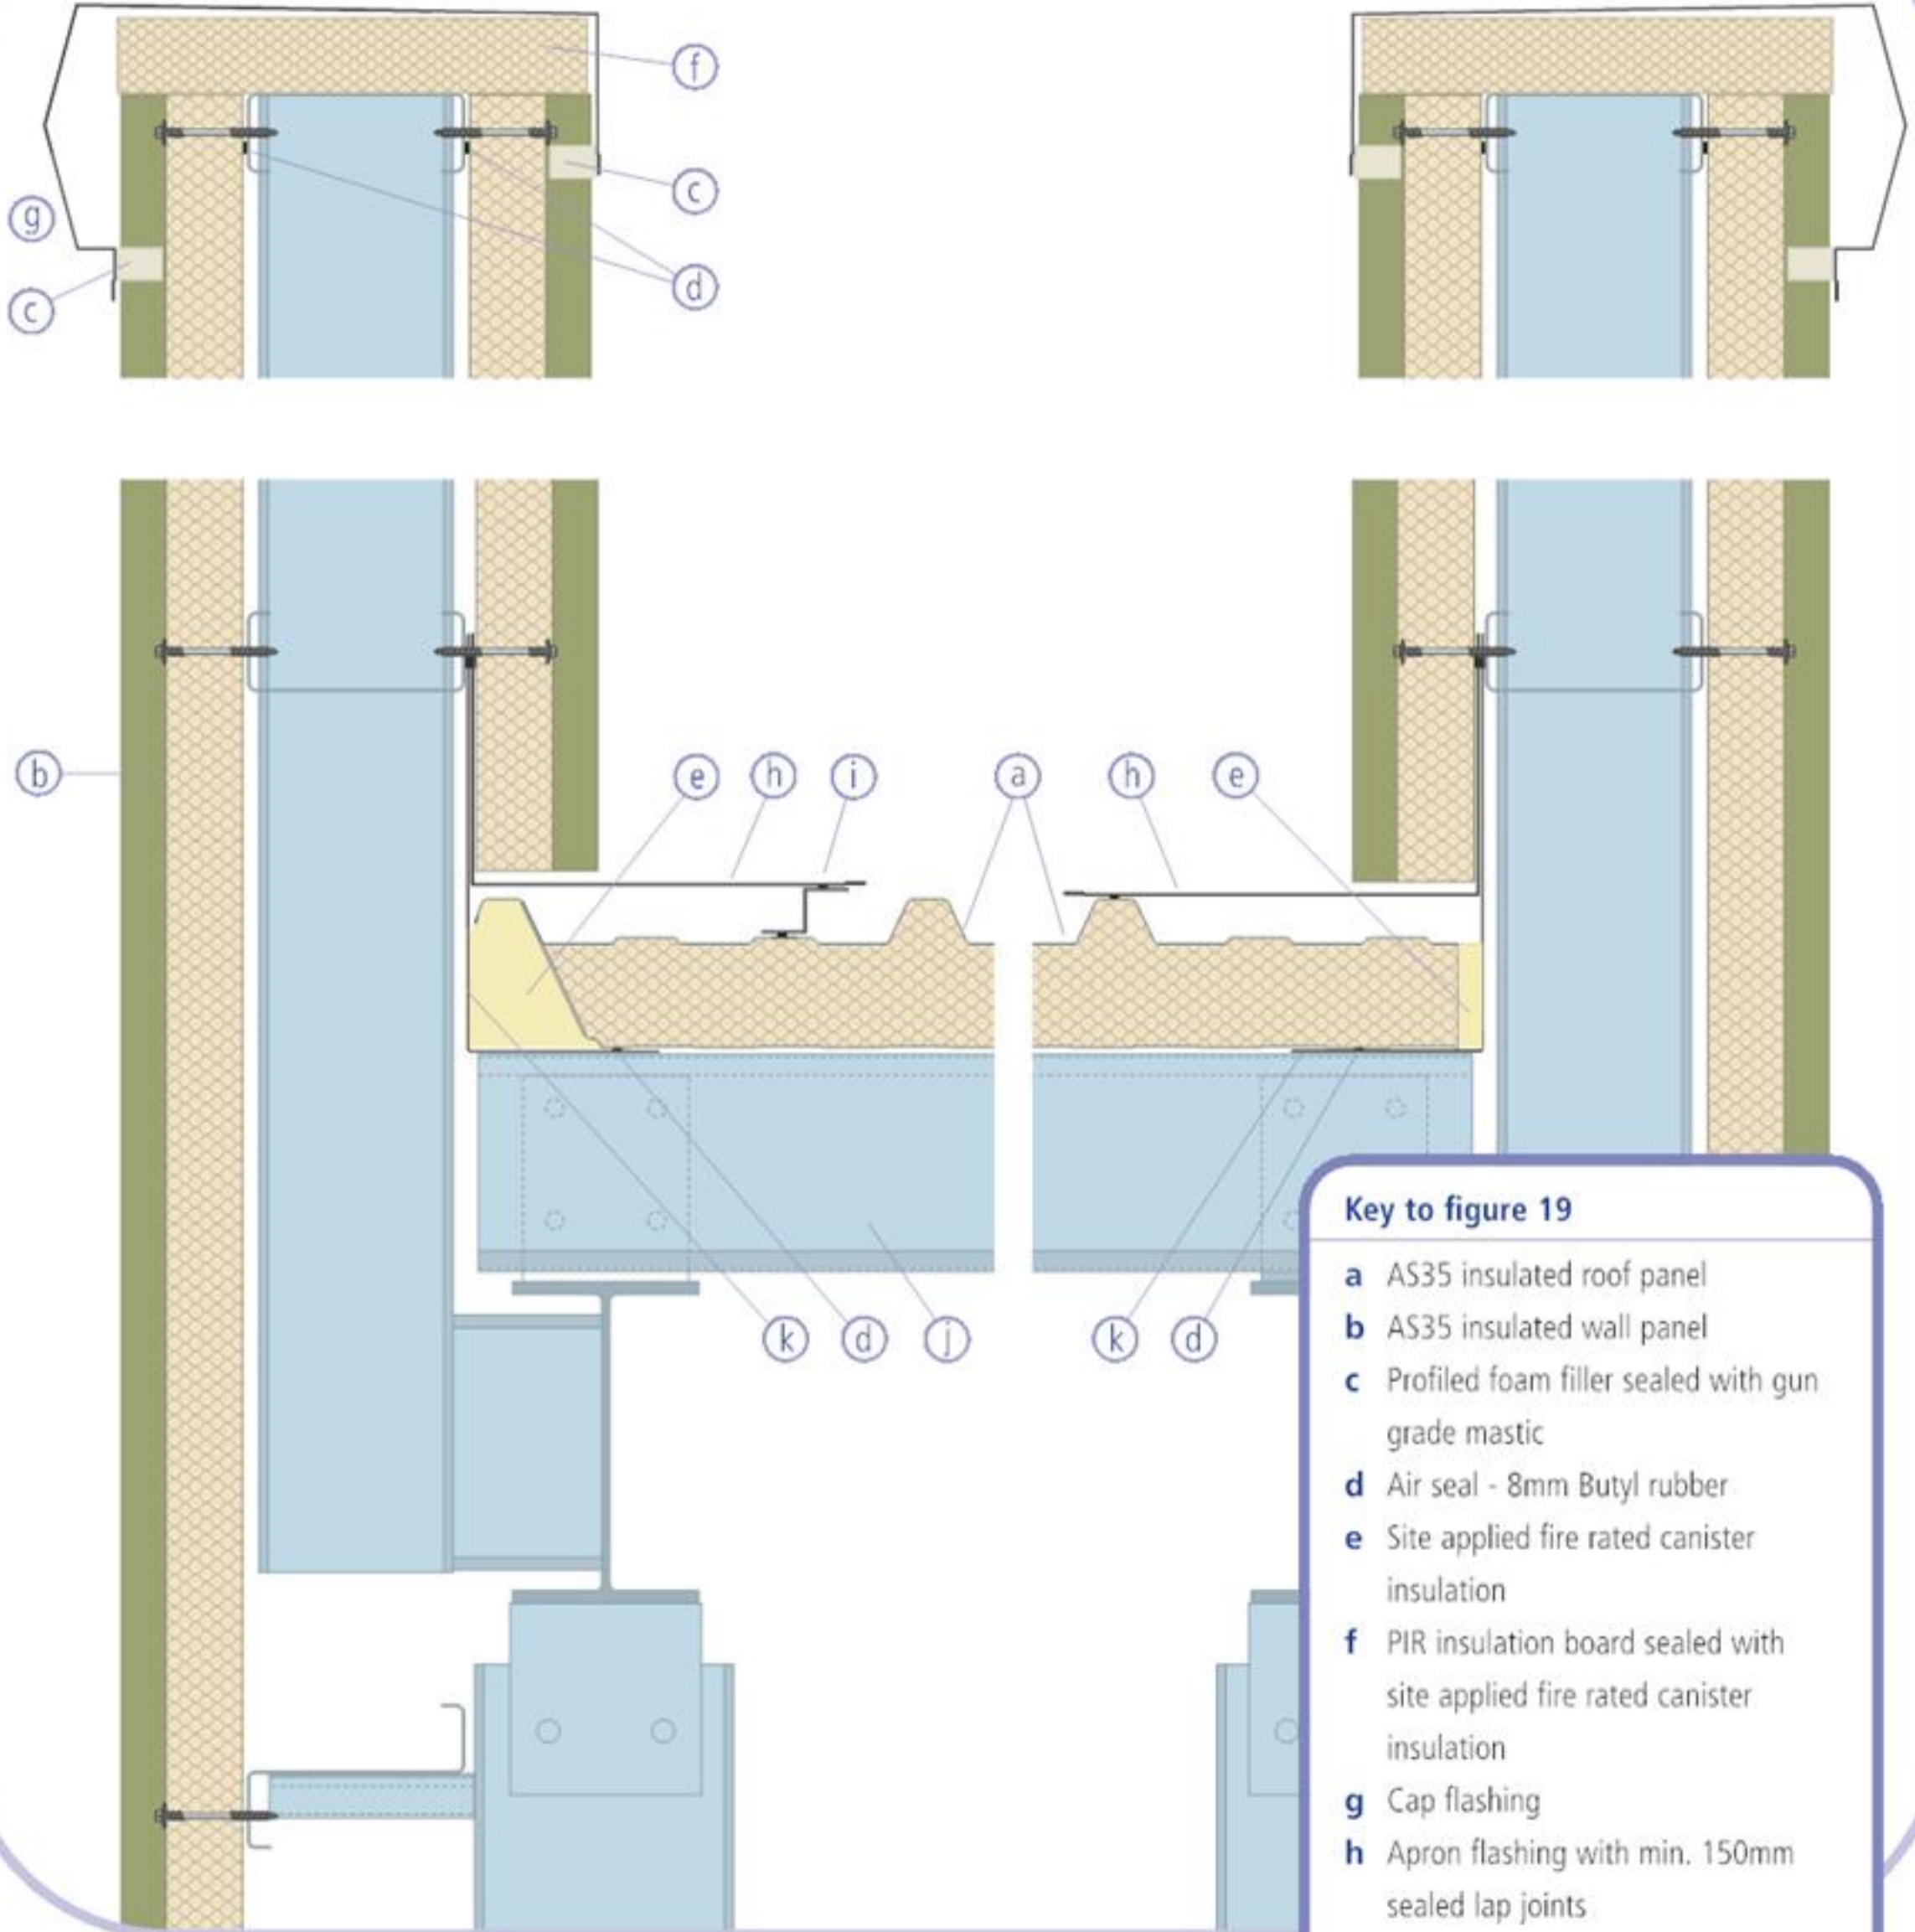 f
c
g
d
c
b
e
h
i
a
h
e
k
d
j
k
d
Key to figure 19
a AS35 insulated roof panel
b AS35 insulated wall panel
c Profiled foam filler sealed with gun
grade mastic
d Air seal - 8mm Butyl rubber
e Site applied fire rated canister
insulation
f PIR insulation board sealed with
site applied fire rated canister
insulation
g Cap flashing
h Apron flashing with min. 150mm
sealed lap joints